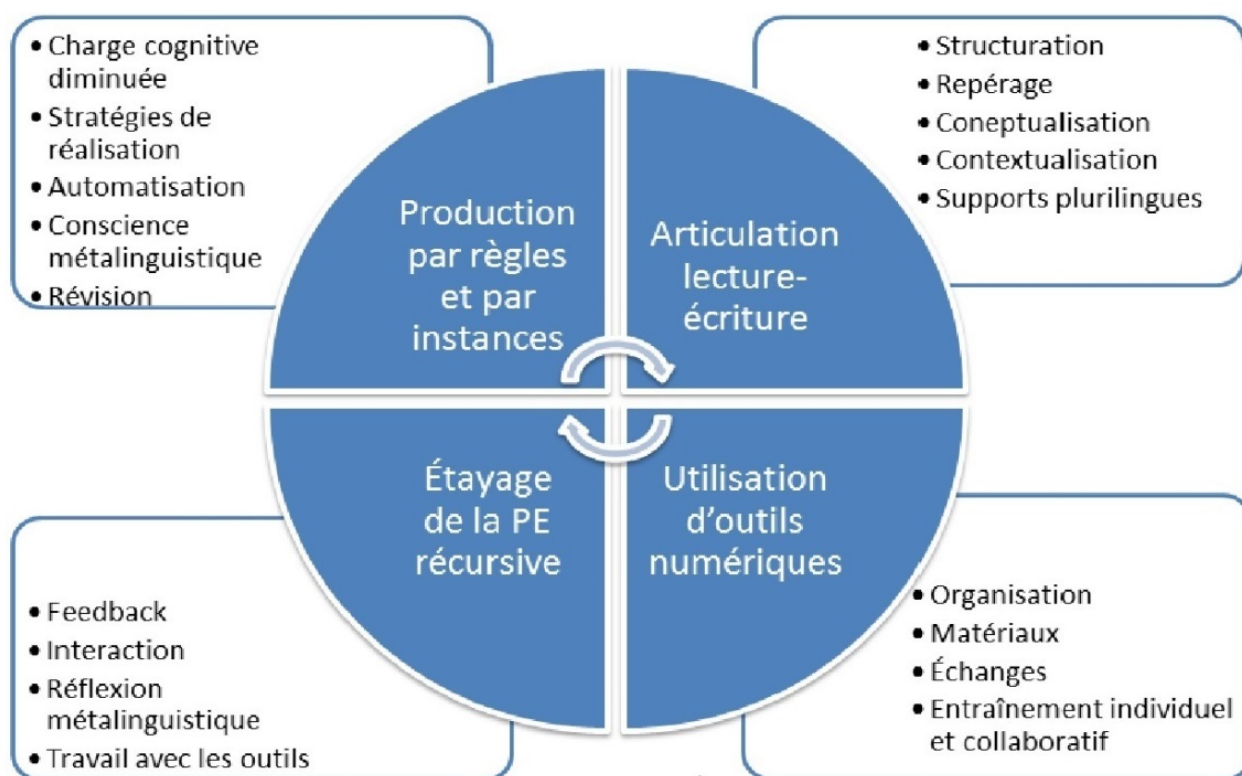 • Charge cognitive
diminuée
• Stratégies de
réalisation
• Automatisation
• Conscience
métalinguistique
• Révision
Production
par règles
et par
instances
Articulation
lecture-
écriture
• Structuration
• Repérage
• Coneptualisation
• Contextualisation
• Supports plurilingues
Étayage
de la PE
récursive
• Feedback
• Interaction
• Réflexion
métalinguistique
• Travail avec les outils
Utilisation
d'outils
numériques
• Organisation
• Matériaux
• Échanges
• Entraînement individuel
et collaboratif